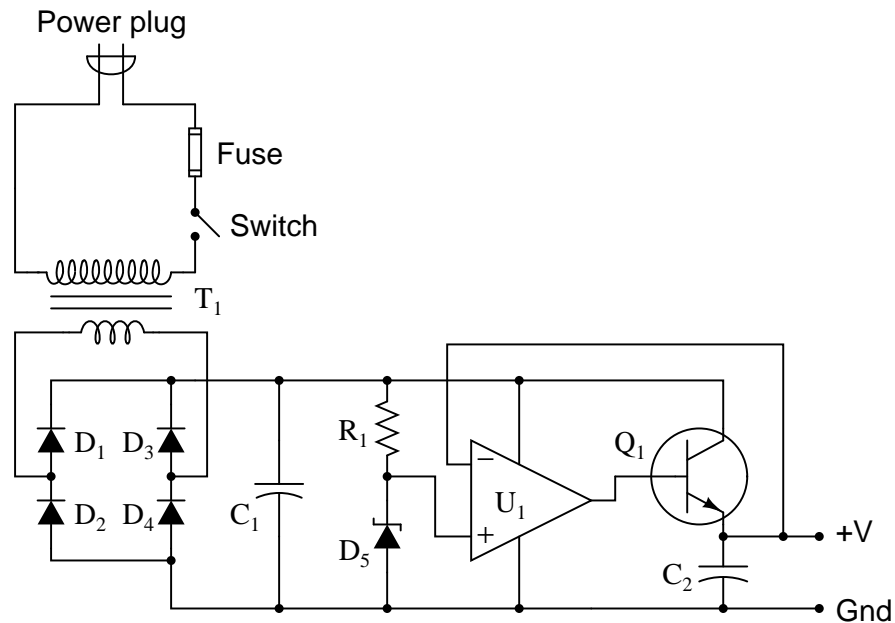 Power plug
Fuse
Switch
T1
D1
D3
D2
D4
C1
R1
D5
−
+
U1
Q1
C2
+V
Gnd